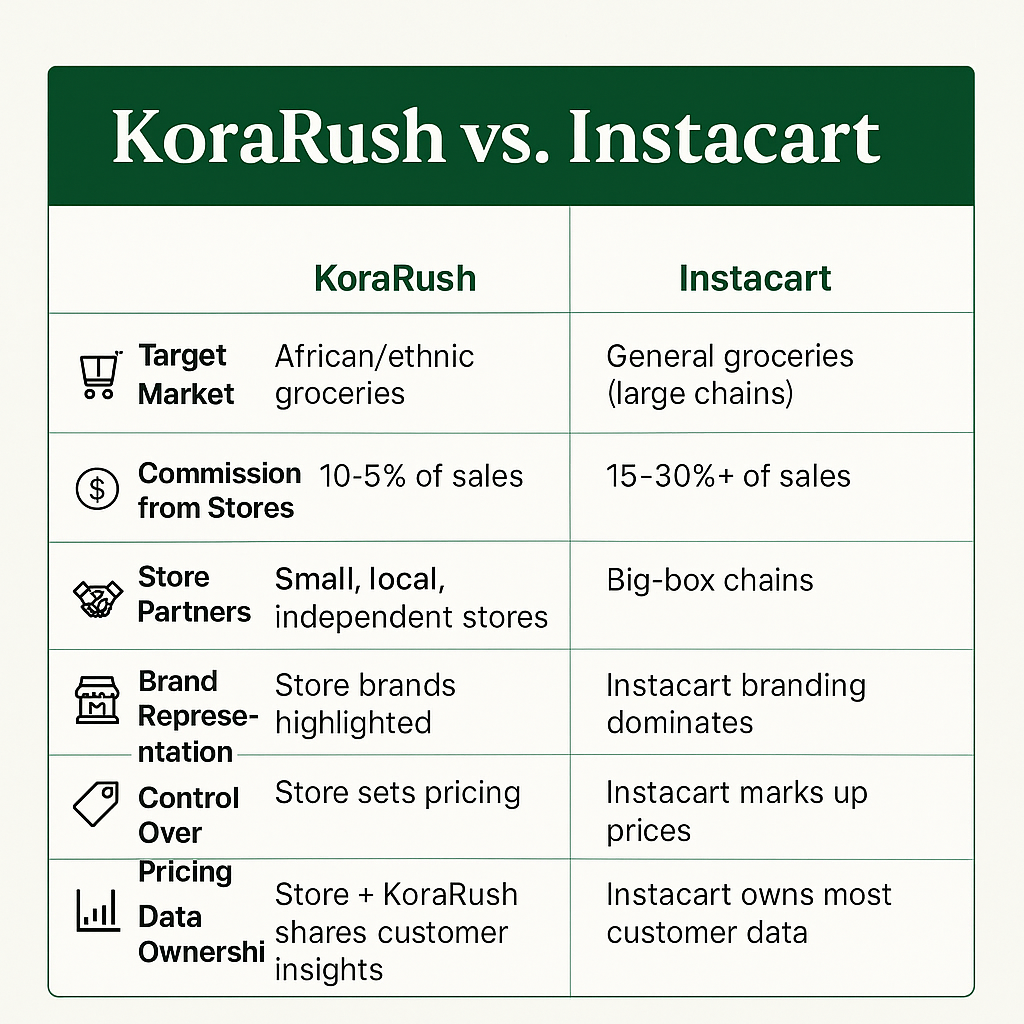 KoraRush vs. Instacart
KoraRush
Instacart
Target
Market
African/ethnic
groceries
General groceries
(large chains)
Commission
from Stores
10-5% of sales
15-30%+ of sales
Store
Partners
Small, local,
independent stores
Big-box chains
Brand
Represe-
ntation
Store brands
highlighted
Instacart branding
dominates
Control
Over
Pricing
Store sets pricing
Instacart marks up
prices
Data
Ownershi
Store + KoraRush
shares customer
insights
Instacart owns most
customer data